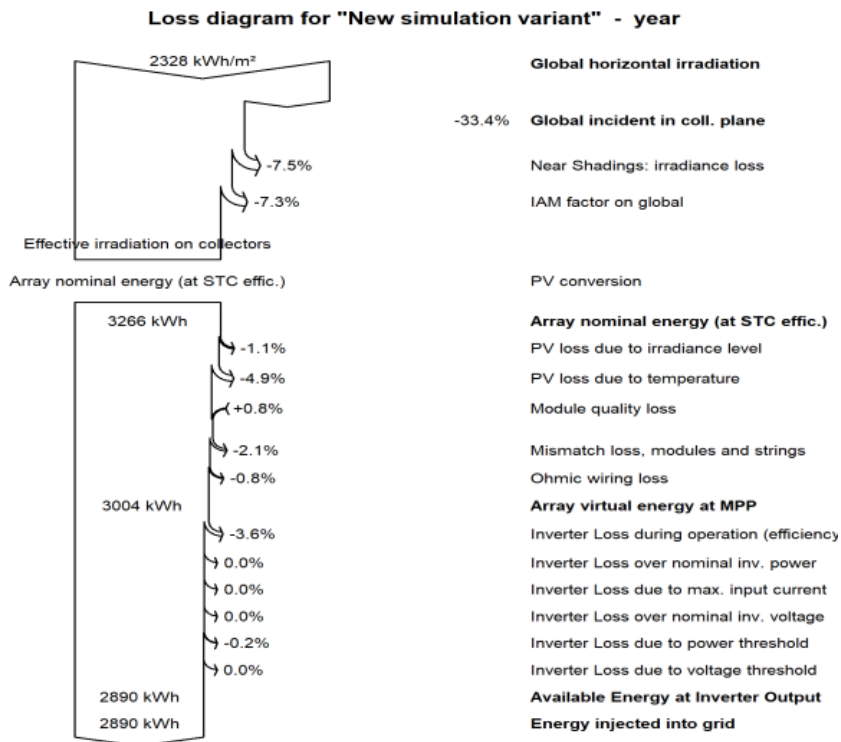 Loss diagram for "New simulation variant" - year
2328 kWh/m² Global horizontal irradiation
-33.4% Global incident in coll. plane
-7.5% Near Shadings: irradiance loss
-7.3% IAM factor on global
Effective irradiation on collectors
Array nominal energy (at STC effic.) PV conversion
3266 kWh Array nominal energy (at STC effic.)
-1.1% PV loss due to irradiance level
-4.9% PV loss due to temperature
+0.8% Module quality loss
-2.1% Mismatch loss, modules and strings
-0.8% Ohmic wiring loss
3004 kWh Array virtual energy at MPP
-3.6% Inverter Loss during operation (efficiency
0.0% Inverter Loss over nominal inv. power
0.0% Inverter Loss due to max. input current
0.0% Inverter Loss over nominal inv. voltage
-0.2% Inverter Loss due to power threshold
0.0% Inverter Loss due to voltage threshold
2890 kWh Available Energy at Inverter Output
2890 kWh Energy injected into grid